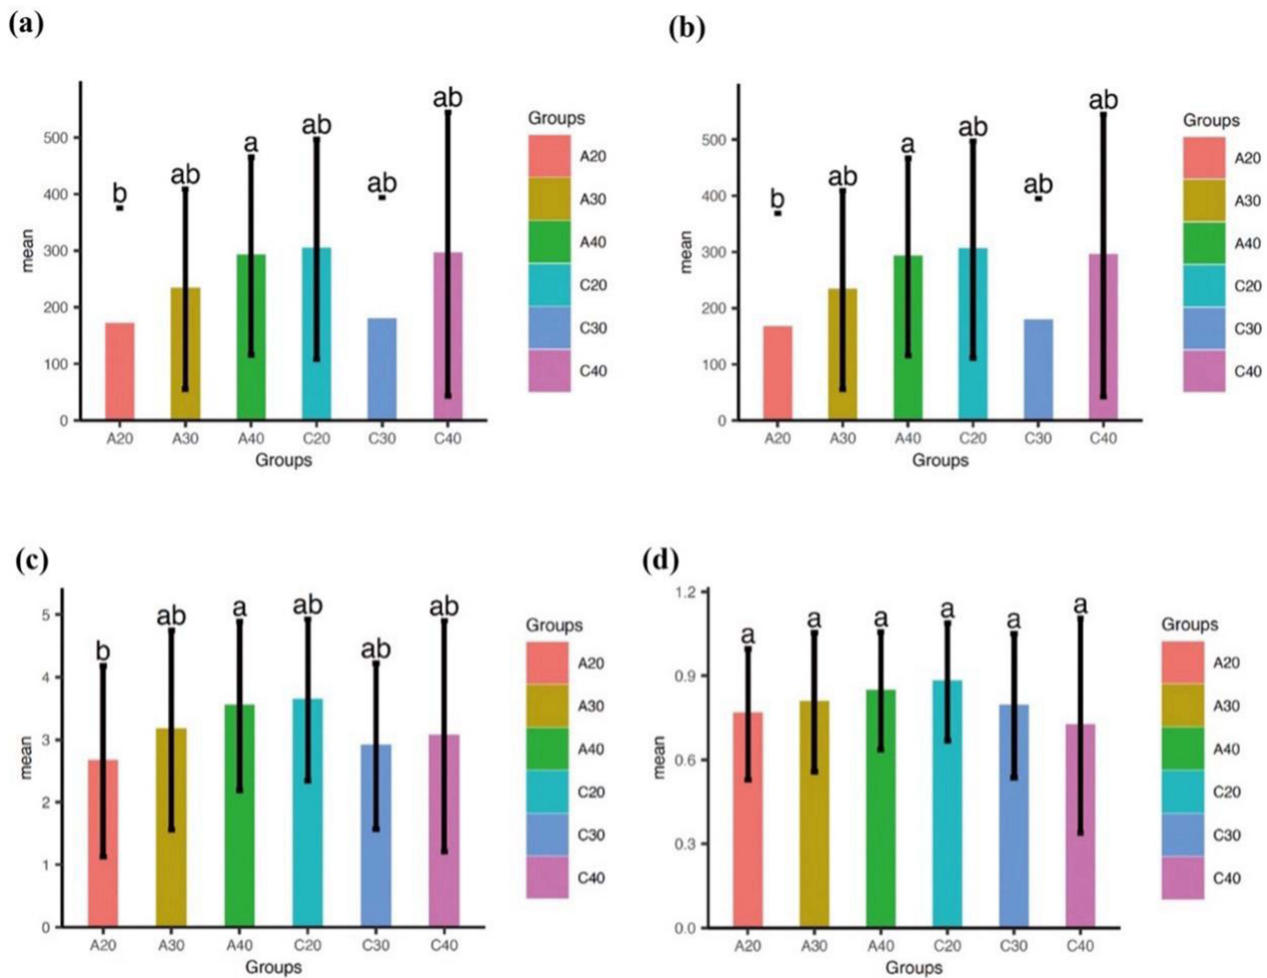 (a)
mean
500
400
300
200
100
0
b
ab
a
ab
ab
ab
A20
A30
A40
C20
C30
C40
Groups
Groups
A20
A30
A40
C20
C30
C40
(b)
mean
500
400
300
200
100
0
b
ab
a
ab
ab
ab
A20
A30
A40
C20
C30
C40
Groups
Groups
A20
A30
A40
C20
C30
C40
(c)
mean
5
4
3
2
1
0
b
ab
a
ab
ab
ab
A20
A30
A40
C20
C30
C40
Groups
Groups
A20
A30
A40
C20
C30
C40
(d)
mean
1.2
0.9
0.6
0.3
0.0
a
a
a
a
a
a
A20
A30
A40
C20
C30
C40
Groups
Groups
A20
A30
A40
C20
C30
C40